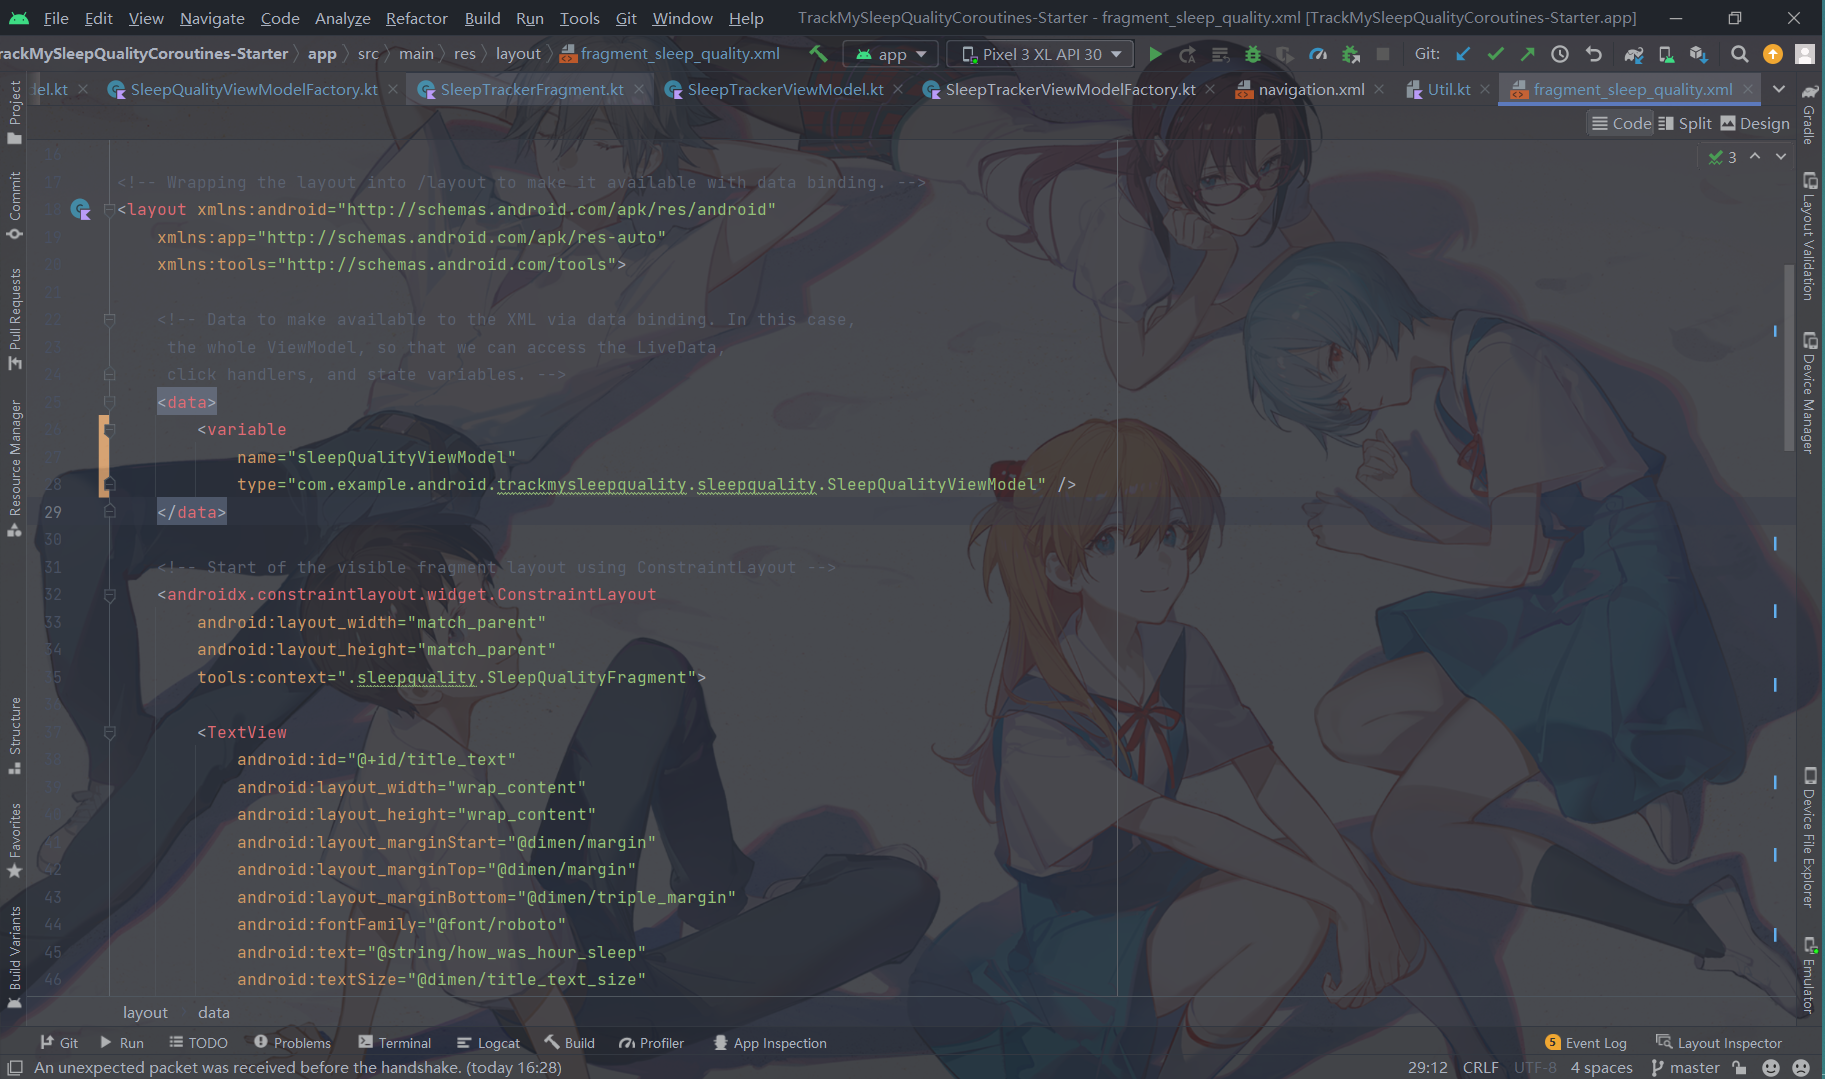 File Edit View Navigate Code Analyze Refactor Build Run Tools Git Window Help TrackMySleepQualityCoroutines-Starter - fragment_sleep_quality.xml [TrackMySleepQualityCoroutines-Starter.app]
rackMySleepQualityCoroutines-Starter app src main res layout fragment_sleep_quality.xml app Pixel 3 XL API 30 Git:
del.kt SleepQualityViewModelFactory.kt SleepTrackerFragment.kt SleepTrackerViewModel.kt SleepTrackerViewModelFactory.kt navigation.xml Util.kt fragment_sleep_quality.xml
Code Split Design
3
16
17 <!-- Wrapping the layout into /layout to make it available with data binding. -->
18 <layout xmlns:android="http://schemas.android.com/apk/res/android"
19 xmlns:app="http://schemas.android.com/apk/res-auto"
20 xmlns:tools="http://schemas.android.com/tools">
21
22 <!-- Data to make available to the XML via data binding. In this case,
23 the whole ViewModel, so that we can access the LiveData,
24 click handlers, and state variables. -->
25 <data>
26 <variable
27 name="sleepQualityViewModel"
28 type="com.example.android.trackmysleepquality.sleepquality.SleepQualityViewModel" />
29 </data>
30
31 <!-- Start of the visible fragment layout using ConstraintLayout -->
32 <androidx.constraintlayout.widget.ConstraintLayout
33 android:layout_width="match_parent"
34 android:layout_height="match_parent"
35 tools:context=".sleepquality.SleepQualityFragment">
36
37 <TextView
38 android:id="@+id/title_text"
39 android:layout_width="wrap_content"
40 android:layout_height="wrap_content"
41 android:layout_marginStart="@dimen/margin"
42 android:layout_marginTop="@dimen/margin"
43 android:layout_marginBottom="@dimen/triple_margin"
44 android:fontFamily="@font/roboto"
45 android:text="@string/how_was_hour_sleep"
46 android:textSize="@dimen/title_text_size"
layout data
Git Run TODO Problems Terminal Logcat Build Profiler App Inspection 5 Event Log Layout Inspector
An unexpected packet was received before the handshake. (today 16:28) 29:12 CRLF UTF-8 4 spaces master
Project
Commit
Pull Requests
Resource Manager
Structure
Favorites
Build Variants
Gradle
Layout Validation
Device Manager
Device File Explorer
Emulator